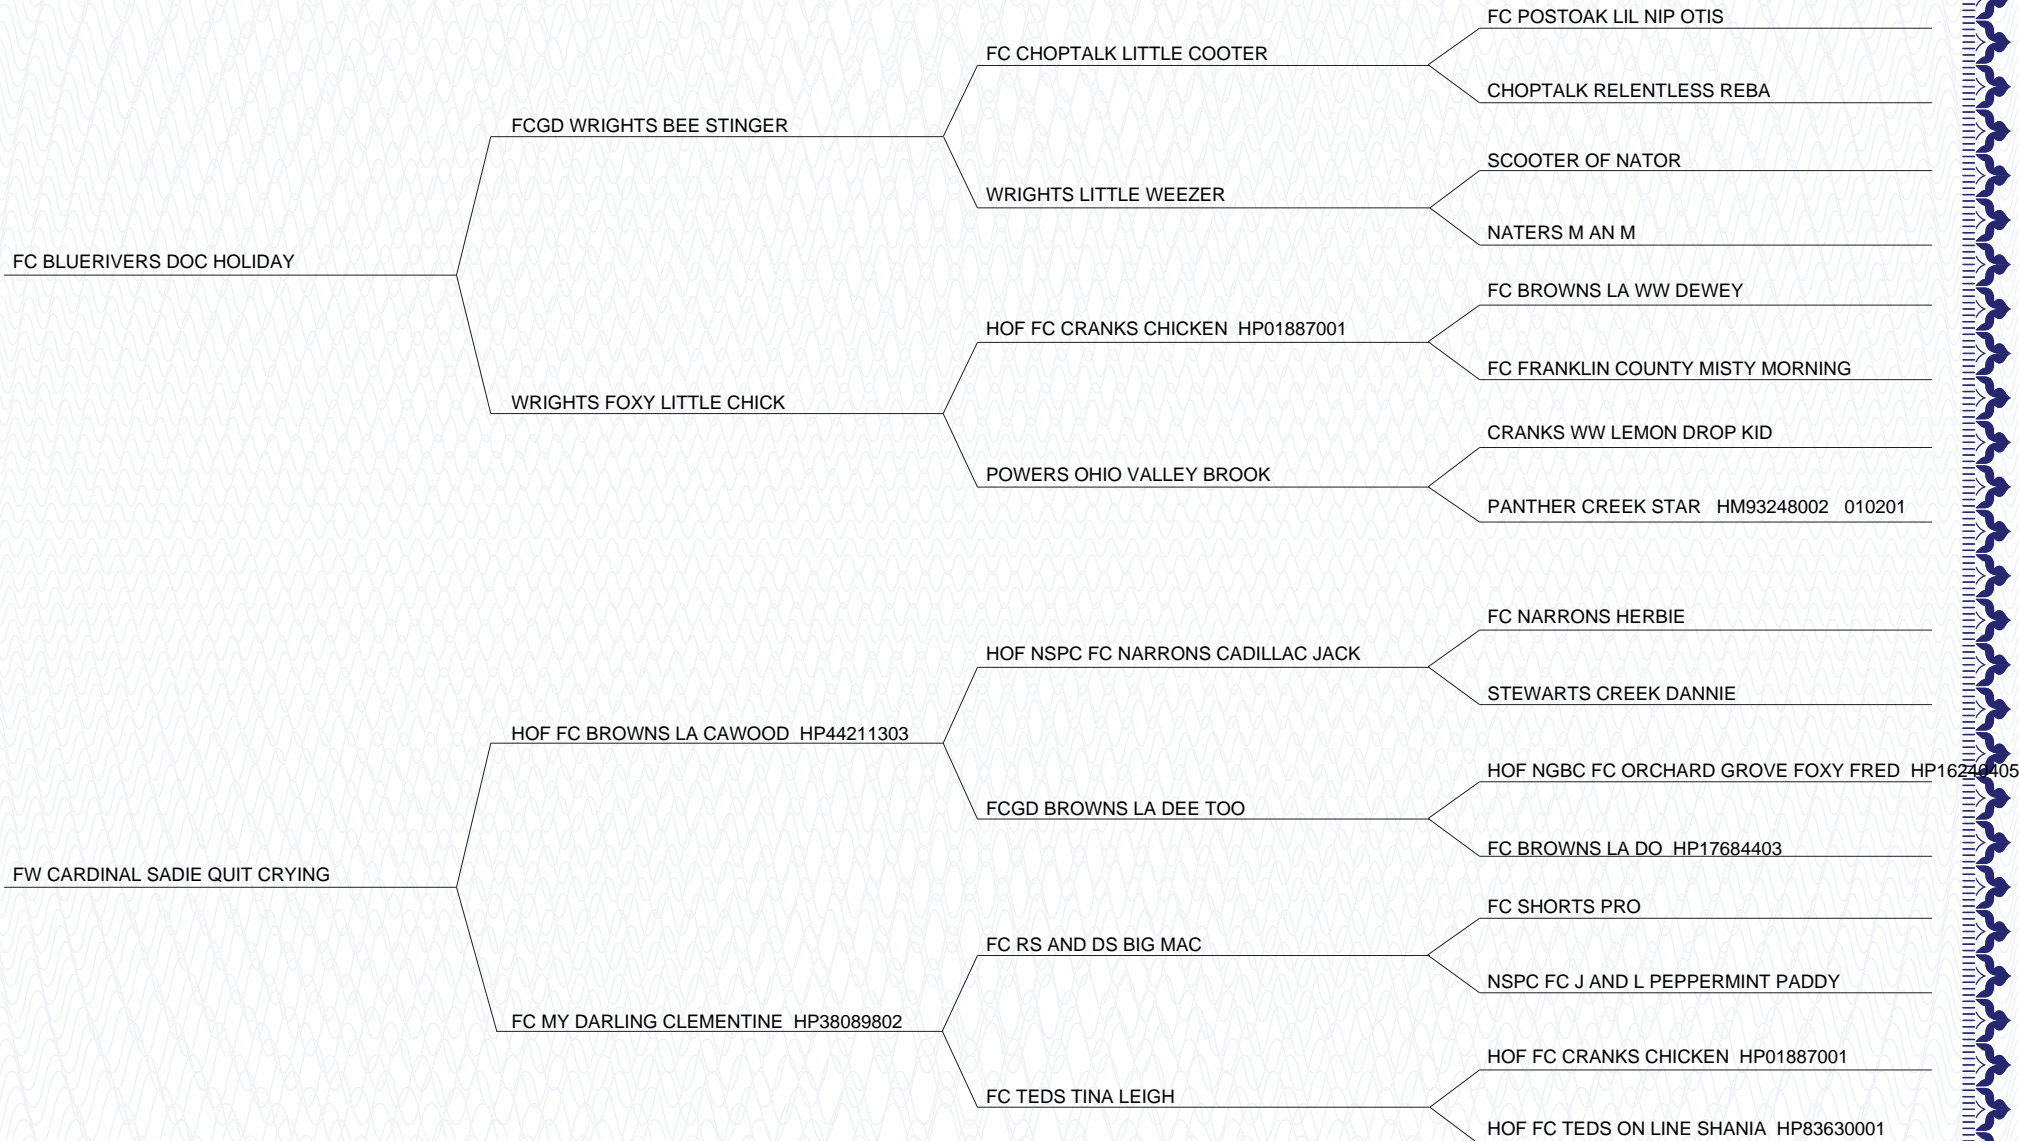 FC POSTOAK LIL NIP OTIS
FC CHOPTALK LITTLE COOTER
CHOPTALK RELENTLESS REBA
FCGD WRIGHTS BEE STINGER
SCOOTER OF NATOR
WRIGHTS LITTLE WEEZER
NATERS M AN M
FC BLUERIVERS DOC HOLIDAY
FC BROWNS LA WW DEWEY
HOF FC CRANKS CHICKEN HP01887001
FC FRANKLIN COUNTY MISTY MORNING
WRIGHTS FOXY LITTLE CHICK
CRANKS WW LEMON DROP KID
POWERS OHIO VALLEY BROOK
PANTHER CREEK STAR HM93248002 010201
FC NARRONS HERBIE
HOF NSPC FC NARRONS CADILLAC JACK
STEWARTS CREEK DANNIE
HOF FC BROWNS LA CAWOOD HP44211303
HOF NGBC FC ORCHARD GROVE FOXY FRED HP16240405
FCGD BROWNS LA DEE TOO
FC BROWNS LA DO HP17684403
FW CARDINAL SADIE QUIT CRYING
FC SHORTS PRO
FC RS AND DS BIG MAC
NSPC FC J AND L PEPPERMINT PADDY
FC MY DARLING CLEMENTINE HP38089802
HOF FC CRANKS CHICKEN HP01887001
FC TEDS TINA LEIGH
HOF FC TEDS ON LINE SHANIA HP83630001